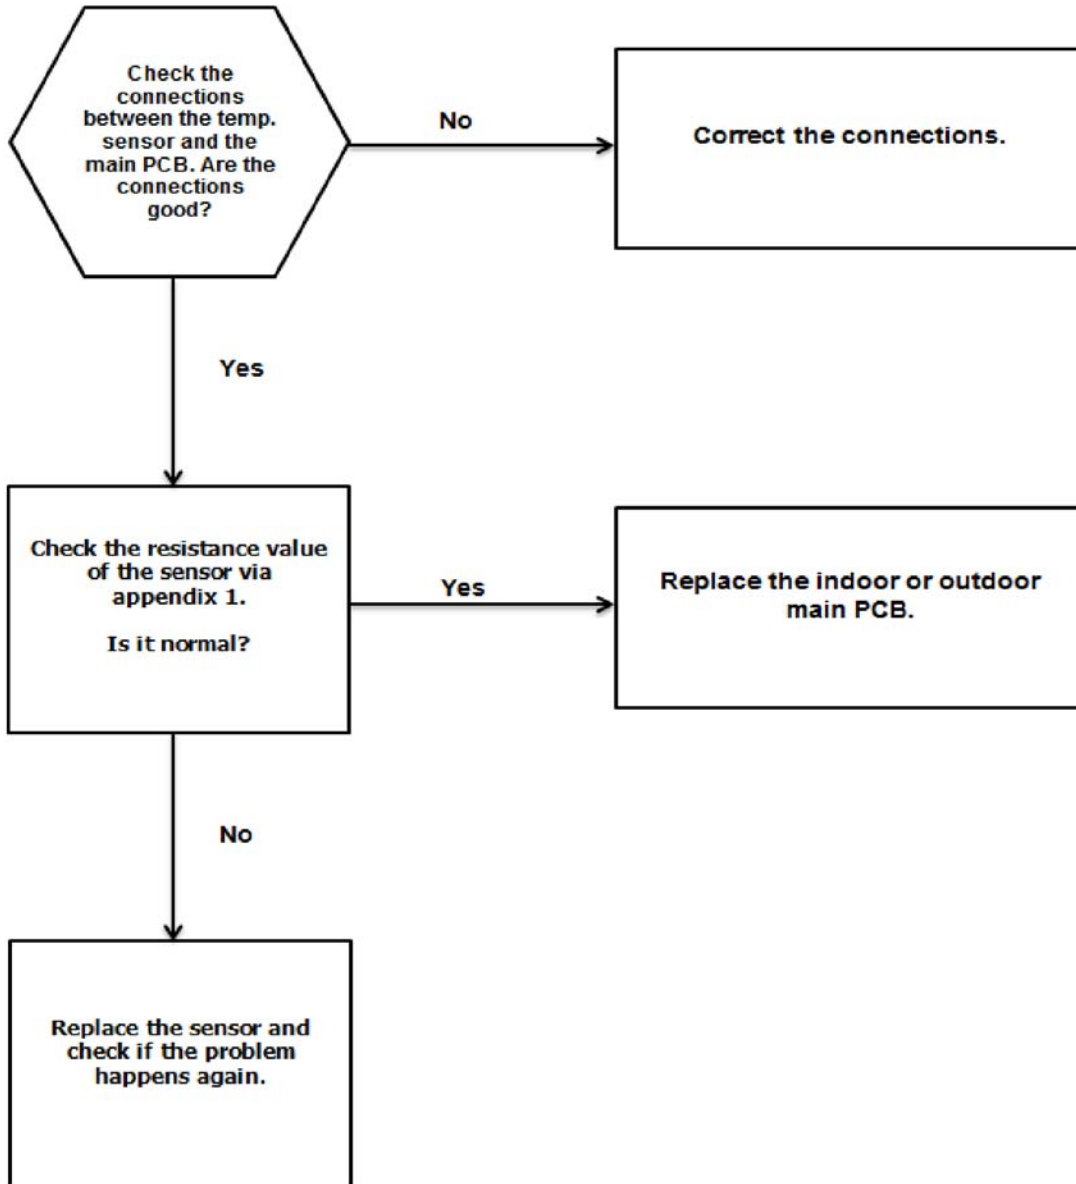 Check the
connections
between the temp.
sensor and the
main PCB. Are the
connections
good?
No
Correct the connections.
Yes
Check the resistance value
of the sensor via
appendix 1.
Is it normal?
Yes
Replace the indoor or outdoor
main PCB.
No
Replace the sensor and
check if the problem
happens again.